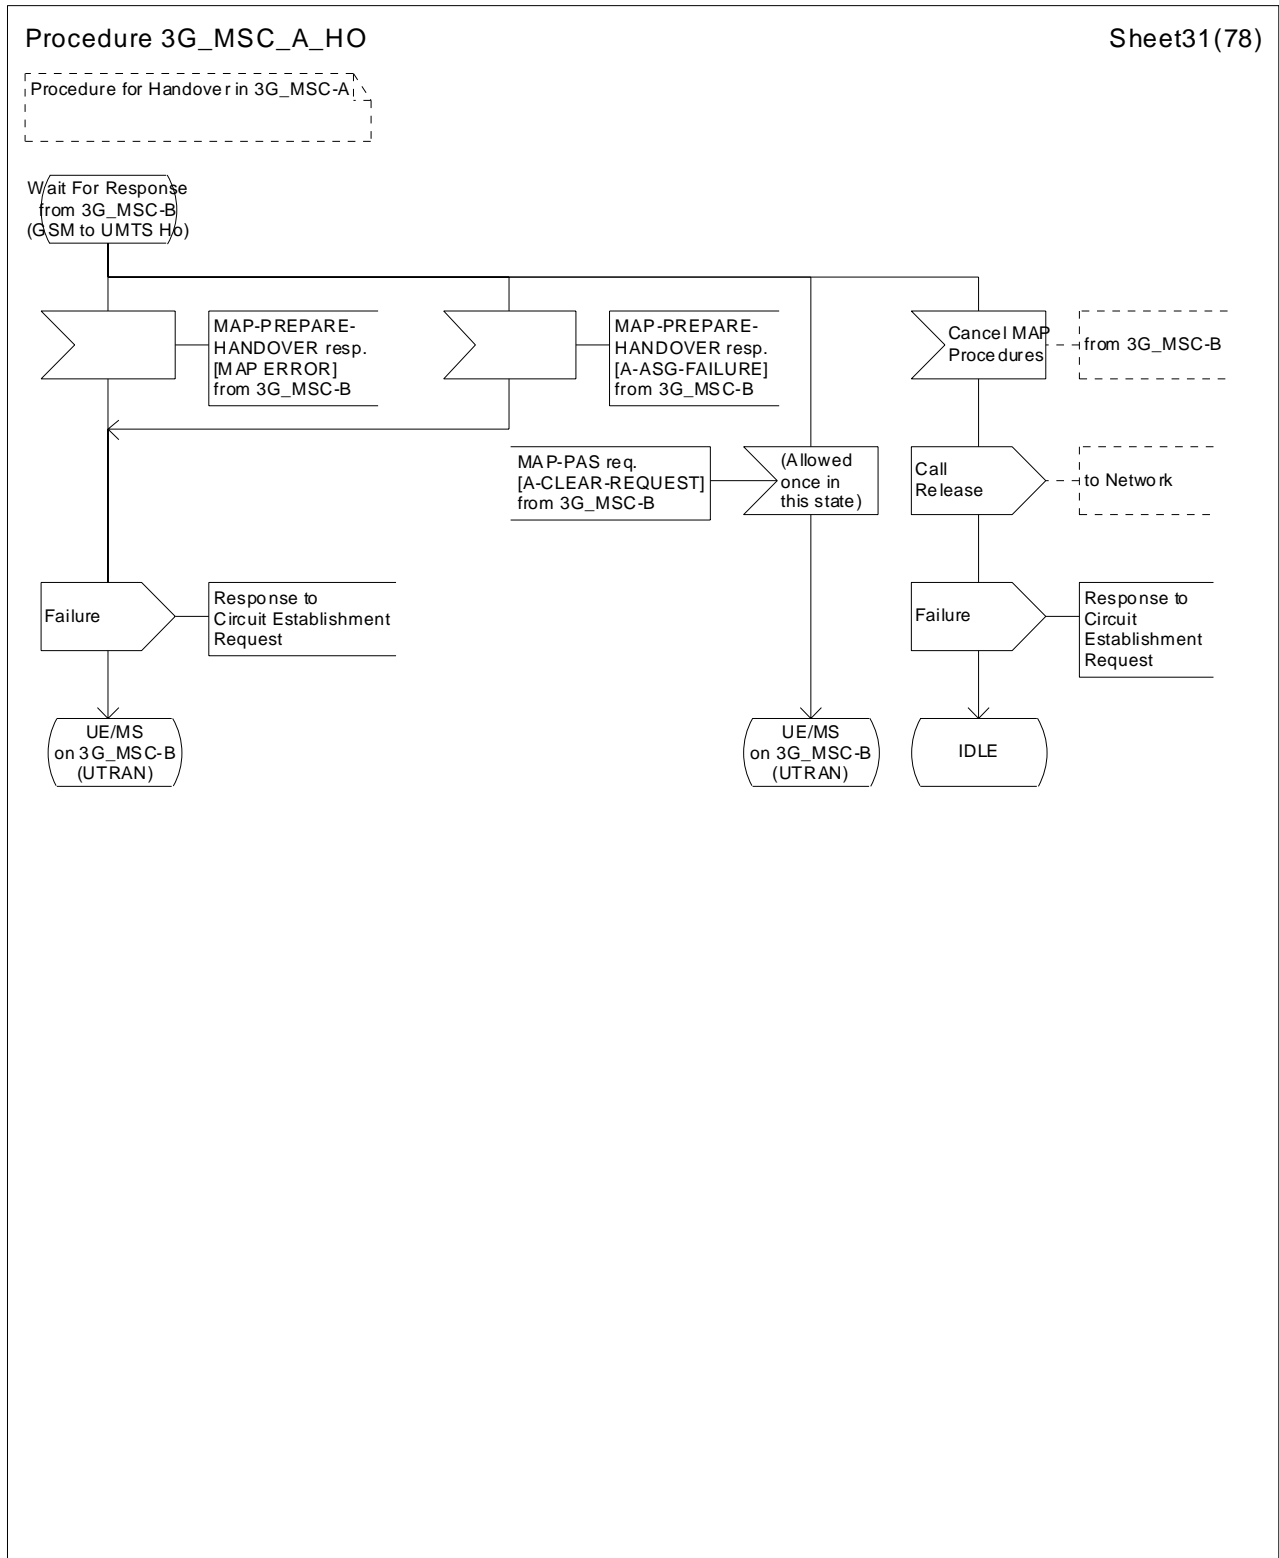 Procedure 3G_MSC_A_HO
Sheet31(78)
Procedure for Handover in 3G_MSC-A
Wait For Response
from 3G_MSC-B
(GSM to UMTS Ho)
MAP-PREPARE-
HANDOVER resp.
[MAP ERROR]
from 3G_MSC-B
MAP-PREPARE-
HANDOVER resp.
[A-ASG-FAILURE]
from 3G_MSC-B
Cancel MAP
Procedures
from 3G_MSC-B
MAP-PAS req.
[A-CLEAR-REQUEST]
from 3G_MSC-B
(Allowed
once in
this state)
Call
Release
to Network
Failure
Response to
Circuit Establishment
Request
Failure
Response to
Circuit
Establishment
Request
UE/MS
on 3G_MSC-B
(UTRAN)
UE/MS
on 3G_MSC-B
(UTRAN)
IDLE